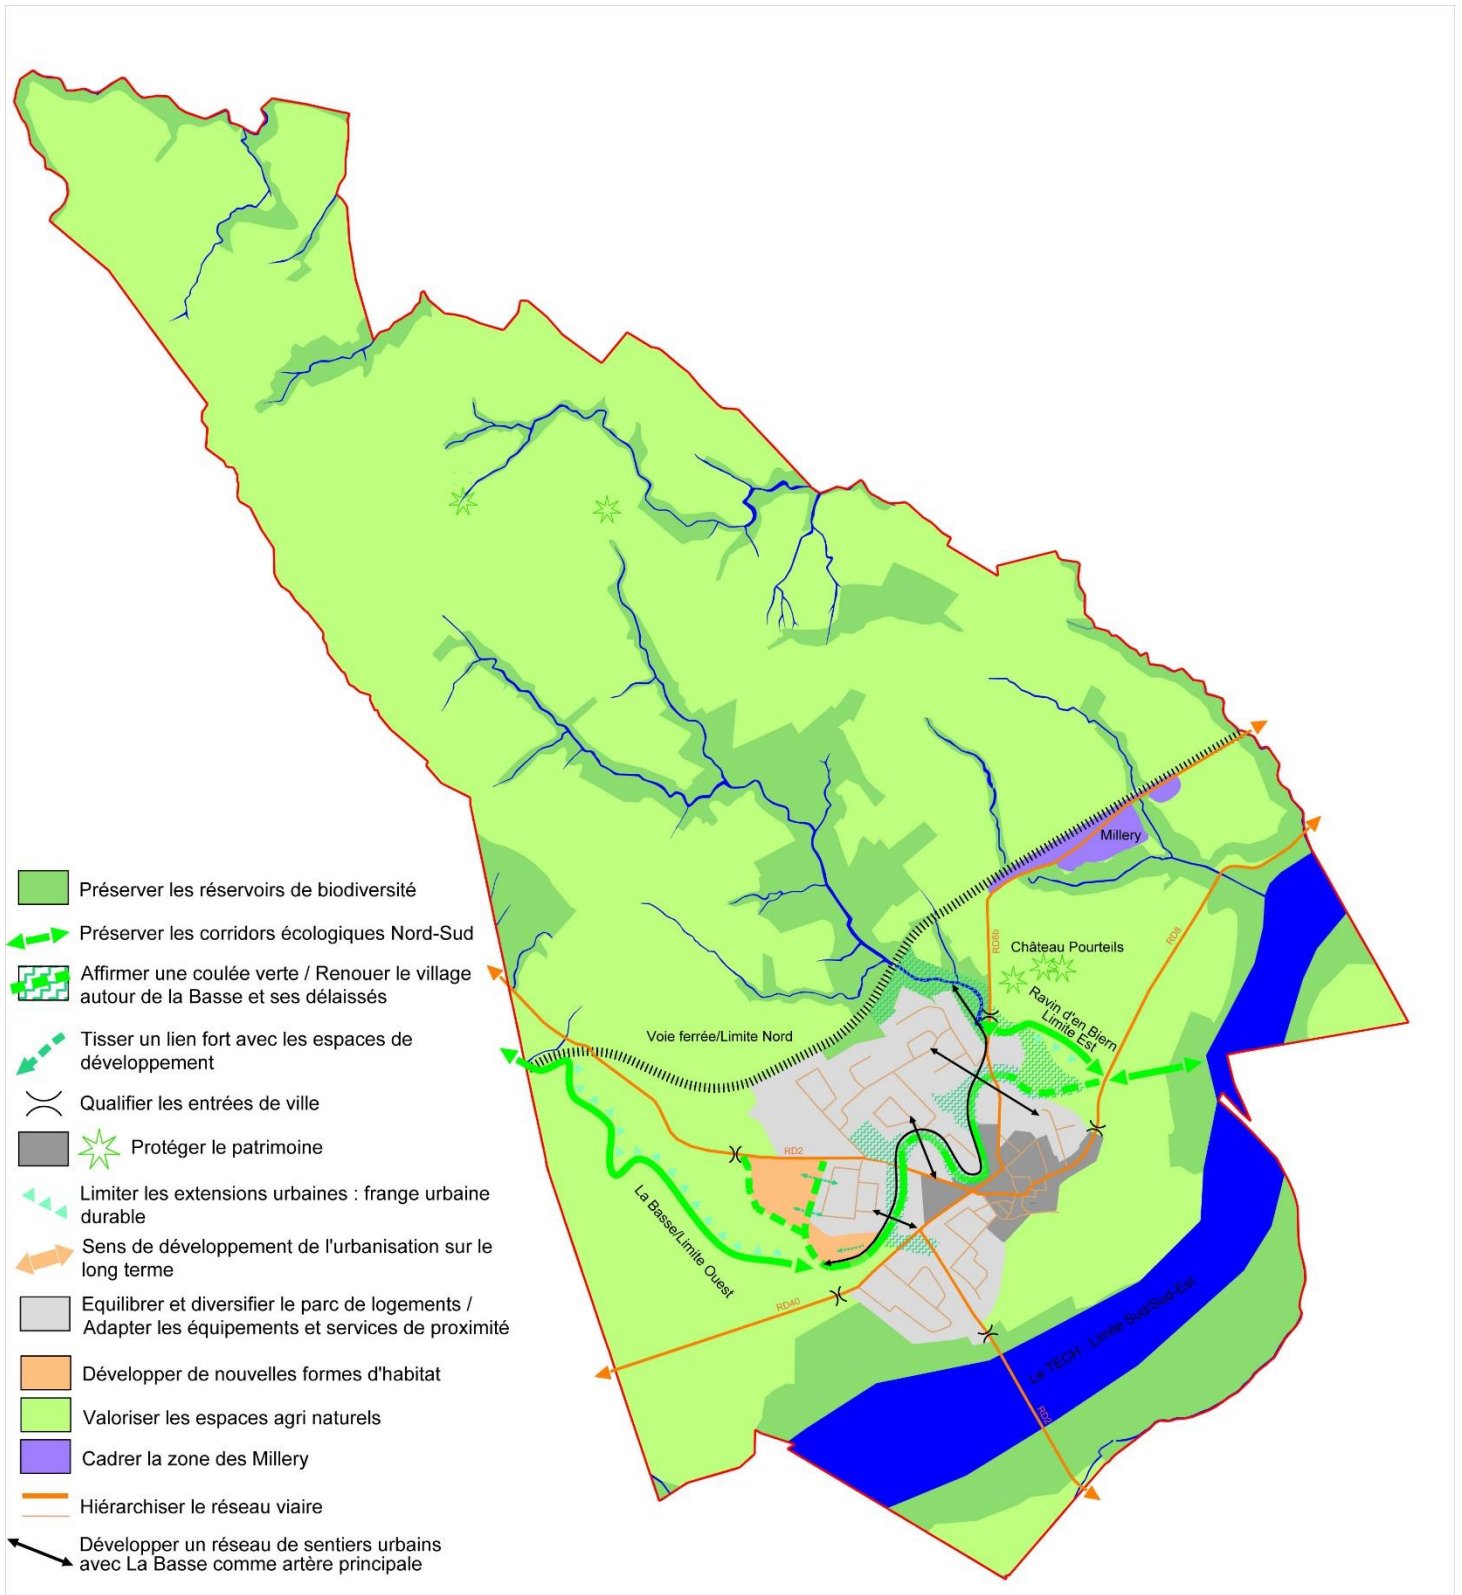 Millery
RD8b
Château Pourteils
RD8
Ravin d'en Biern
Limite Est
Voie ferrée/Limite Nord
RD2
La Basse/Limite Ouest
RD40
Le TECH : Limite Sud/Sud-Est
RD2
Préserver les réservoirs de biodiversité
Préserver les corridors écologiques Nord-Sud
Affirmer une coulée verte / Renouer le village
autour de la Basse et ses délaissés
Tisser un lien fort avec les espaces de
développement
Qualifier les entrées de ville
Protéger le patrimoine
Limiter les extensions urbaines : frange urbaine
durable
Sens de développement de l'urbanisation sur le
long terme
Equilibrer et diversifier le parc de logements /
Adapter les équipements et services de proximité
Développer de nouvelles formes d'habitat
Valoriser les espaces agri naturels
Cadrer la zone des Millery
Hiérarchiser le réseau viaire
Développer un réseau de sentiers urbains
avec La Basse comme artère principale